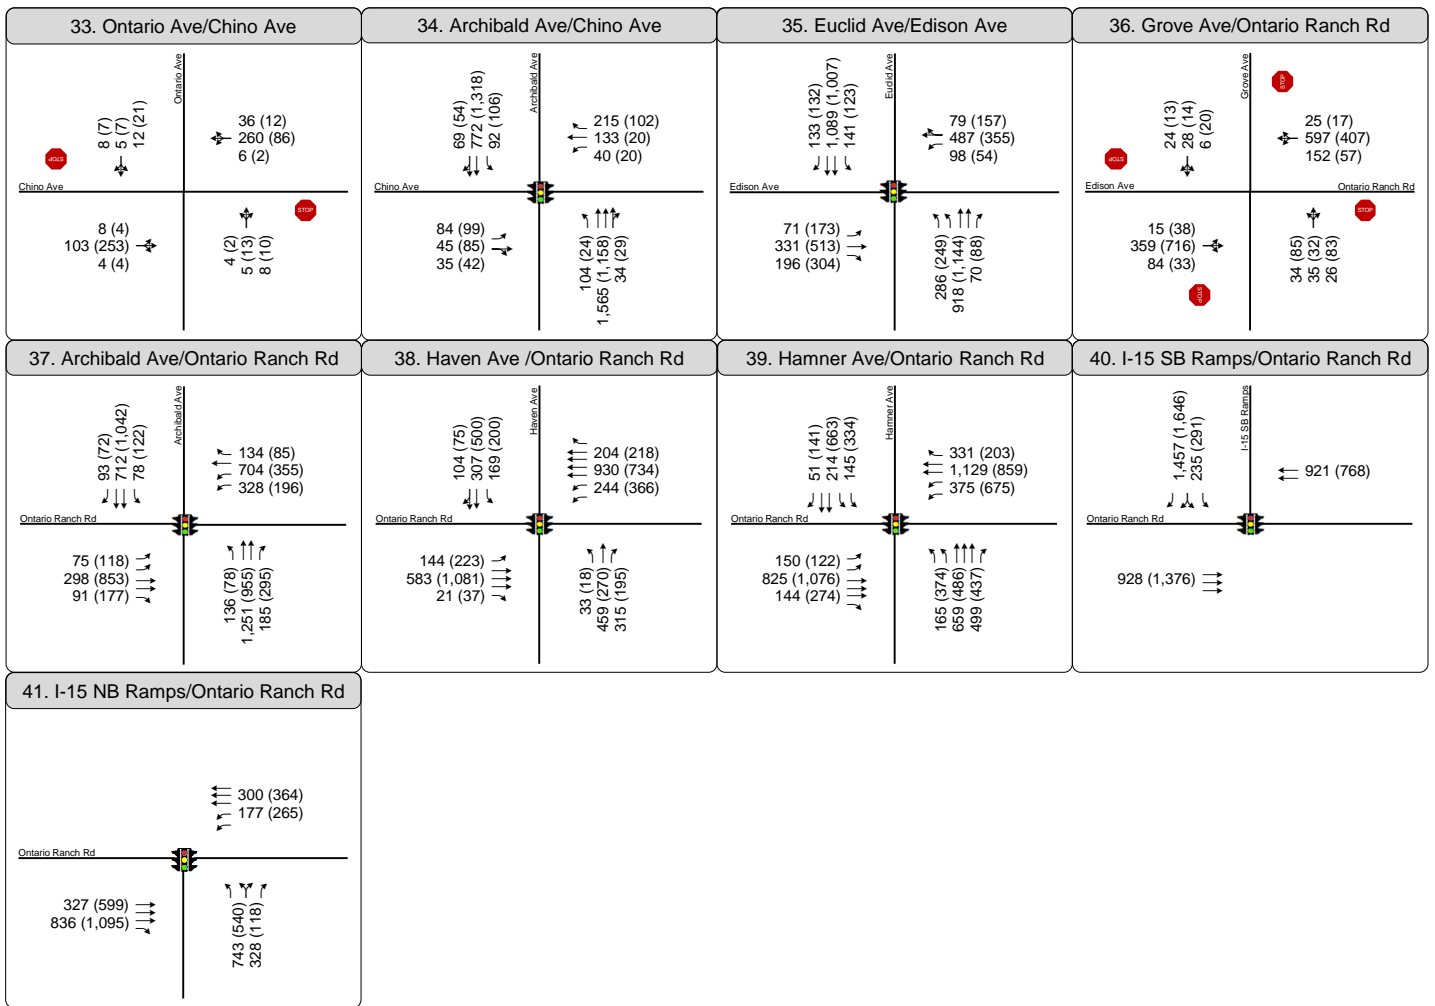 33. Ontario Ave/Chino Ave
Ontario Ave
8 (7)
5 (7)
12 (21)
36 (12)
260 (86)
6 (2)
STOP
Chino Ave
8 (4)
103 (253)
4 (4)
4 (2)
5 (13)
8 (10)
STOP
34. Archibald Ave/Chino Ave
Archibald Ave
69 (54)
772 (1,318)
92 (106)
215 (102)
133 (20)
40 (20)
Chino Ave
84 (99)
45 (85)
35 (42)
104 (24)
1,565 (1,158)
34 (29)
35. Euclid Ave/Edison Ave
Euclid Ave
133 (132)
1,089 (1,007)
141 (123)
79 (157)
487 (355)
98 (54)
Edison Ave
71 (173)
331 (513)
196 (304)
286 (249)
918 (1,144)
70 (88)
36. Grove Ave/Ontario Ranch Rd
Grove Ave
STOP
24 (13)
28 (14)
6 (20)
25 (17)
597 (407)
152 (57)
STOP
Edison Ave
Ontario Ranch Rd
15 (38)
359 (716)
84 (33)
34 (85)
35 (32)
26 (83)
STOP
STOP
37. Archibald Ave/Ontario Ranch Rd
Archibald Ave
93 (72)
712 (1,042)
78 (122)
134 (85)
704 (355)
328 (196)
Ontario Ranch Rd
75 (118)
298 (853)
91 (177)
136 (78)
1,251 (955)
185 (295)
38. Haven Ave /Ontario Ranch Rd
Haven Ave
104 (75)
307 (500)
169 (200)
204 (218)
930 (734)
244 (366)
Ontario Ranch Rd
144 (223)
583 (1,081)
21 (37)
33 (18)
459 (270)
315 (195)
39. Hamner Ave/Ontario Ranch Rd
Hamner Ave
51 (141)
214 (663)
145 (334)
331 (203)
1,129 (859)
375 (675)
Ontario Ranch Rd
150 (122)
825 (1,076)
144 (274)
165 (374)
659 (486)
499 (437)
40. I-15 SB Ramps/Ontario Ranch Rd
I-15 SB Ramps
1,457 (1,646)
235 (291)
921 (768)
Ontario Ranch Rd
928 (1,376)
41. I-15 NB Ramps/Ontario Ranch Rd
300 (364)
177 (265)
Ontario Ranch Rd
327 (599)
836 (1,095)
743 (540)
328 (118)